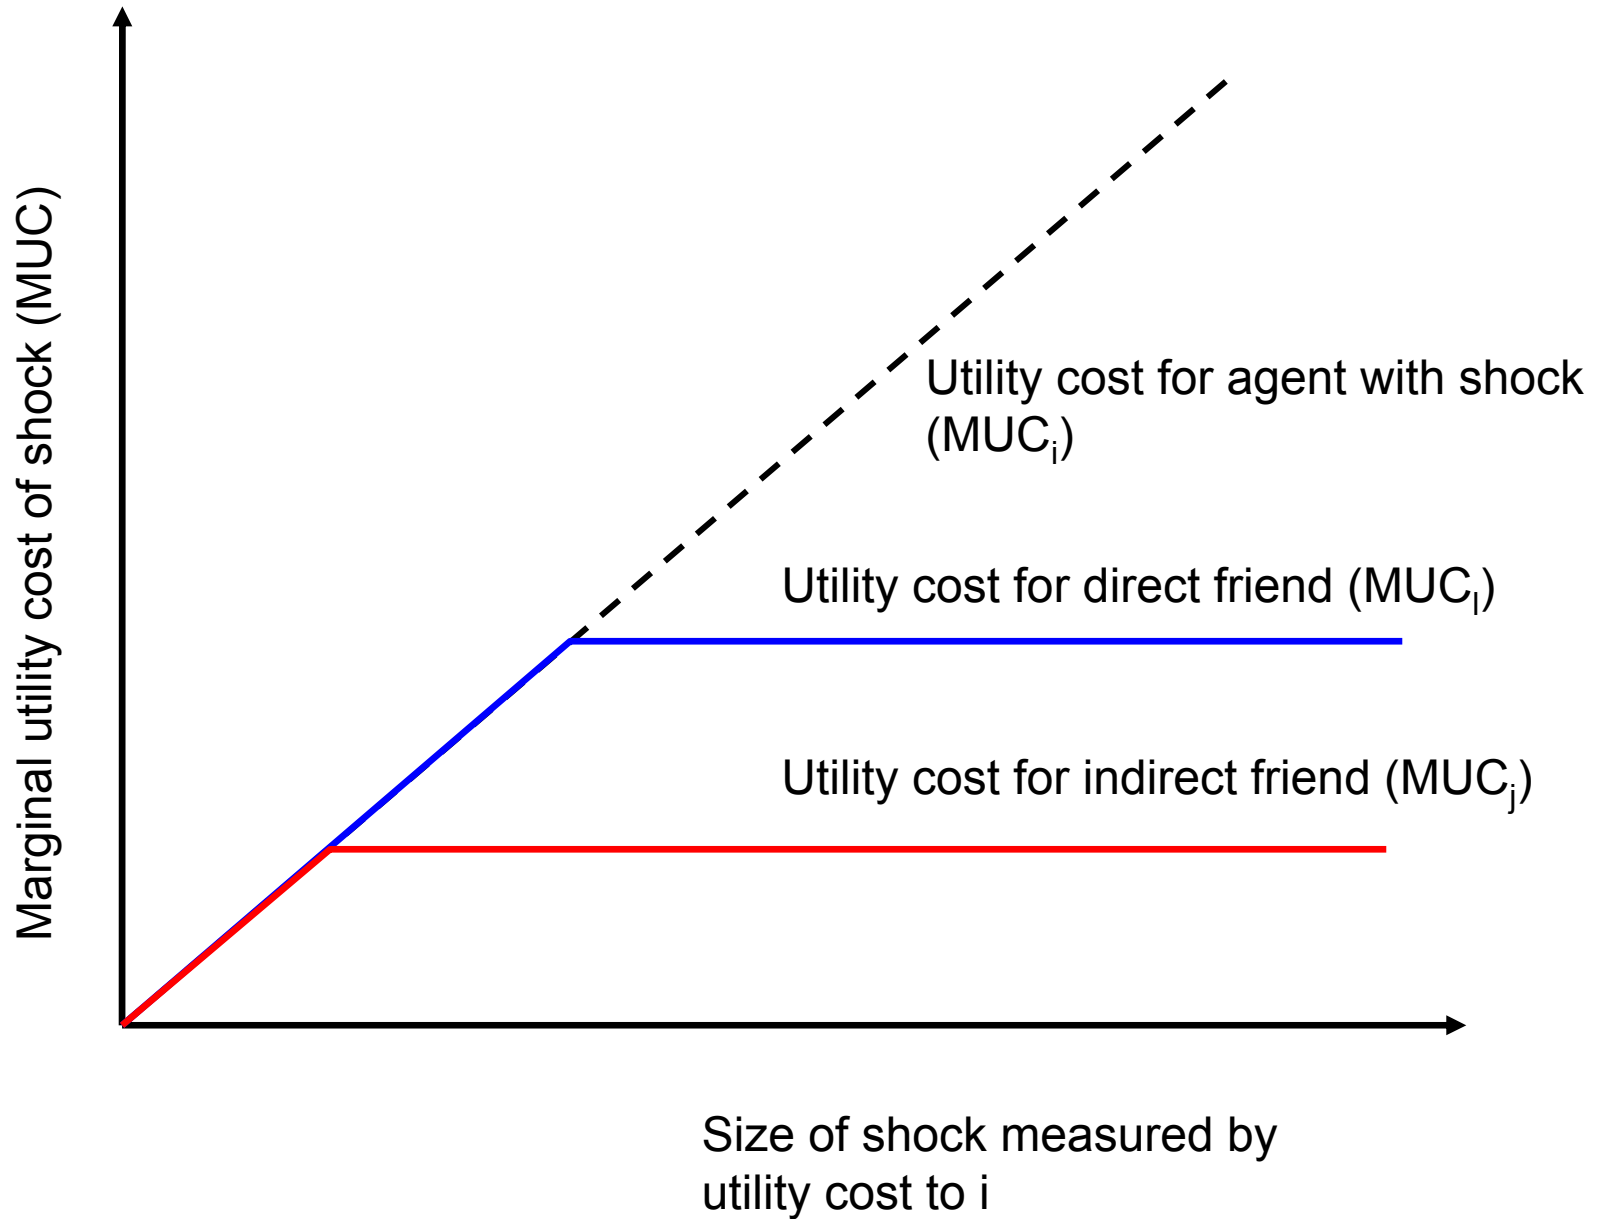 Marginal utility cost of shock (MUC)
Utility cost for agent with shock
(MUCi)
Utility cost for direct friend (MUCl)
Utility cost for indirect friend (MUCj)
Size of shock measured by
utility cost to i